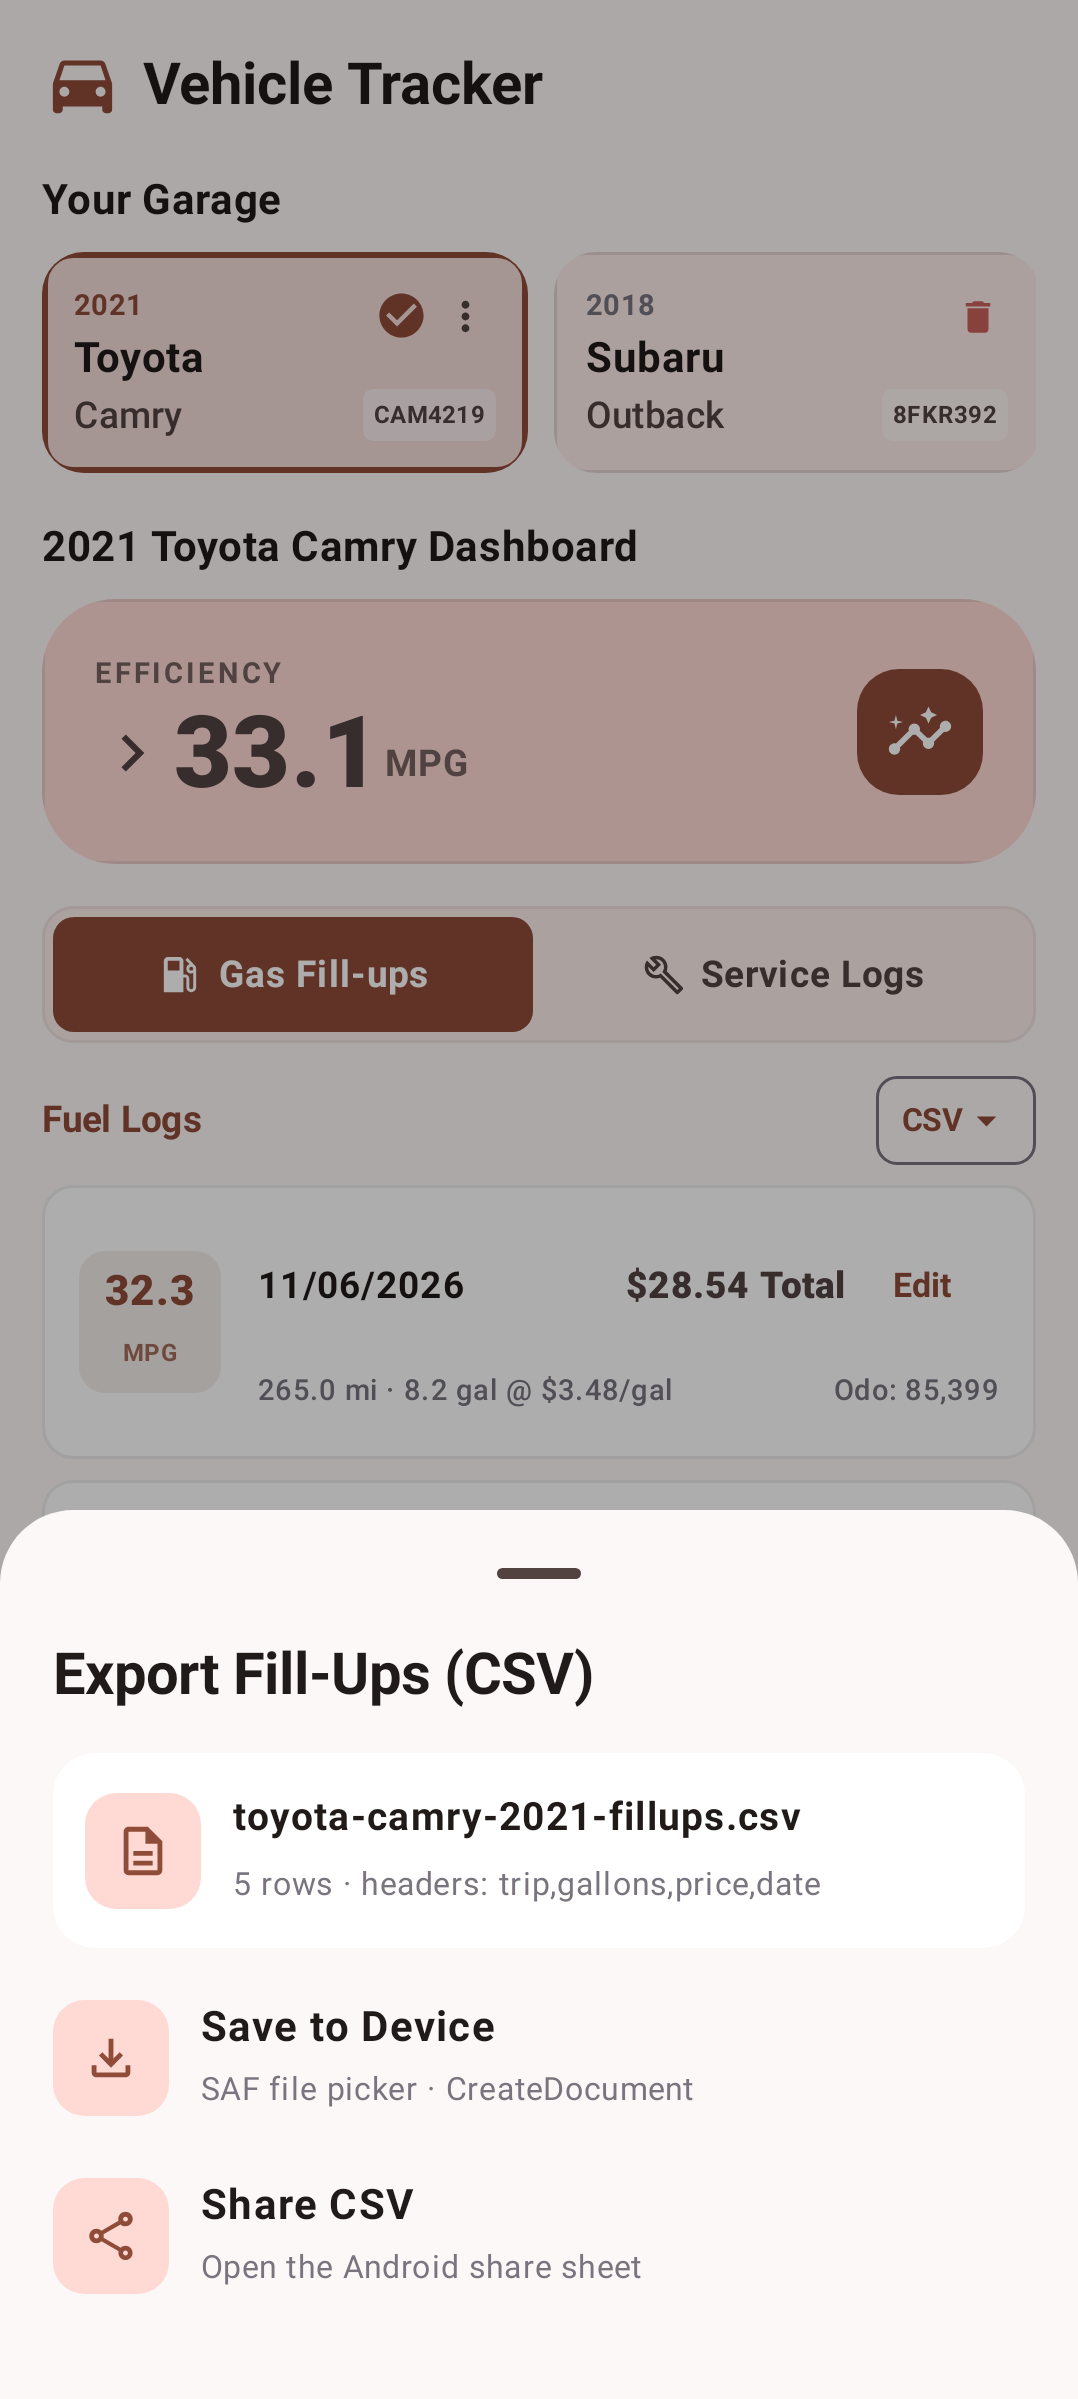 Vehicle Tracker
Your Garage
2021
Toyota
Camry
CAM4219
2018
Subaru
Outback
8FKR392
2021 Toyota Camry Dashboard
EFFICIENCY
33.1 MPG
Gas Fill-ups
Service Logs
Fuel Logs
CSV
32.3
MPG
11/06/2026
$28.54 Total
Edit
265.0 mi · 8.2 gal @ $3.48/gal
Odo: 85,399
Export Fill-Ups (CSV)
toyota-camry-2021-fillups.csv
5 rows · headers: trip,gallons,price,date
Save to Device
SAF file picker · CreateDocument
Share CSV
Open the Android share sheet